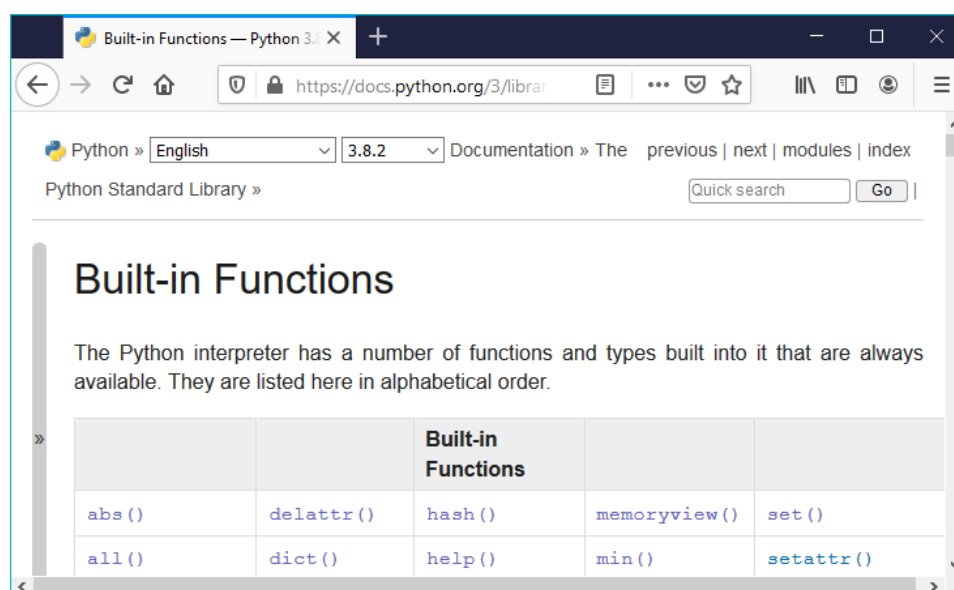 Built-in Functions — Python 3.8
https://docs.python.org/3/librar
Python » English 3.8.2 Documentation » The previous | next | modules | index
Python Standard Library » Quick search Go |
Built-in Functions
The Python interpreter has a number of functions and types built into it that are always
available. They are listed here in alphabetical order.
»
Built-in
Functions
abs() delattr() hash() memoryview() set()
all() dict() help() min() setattr()